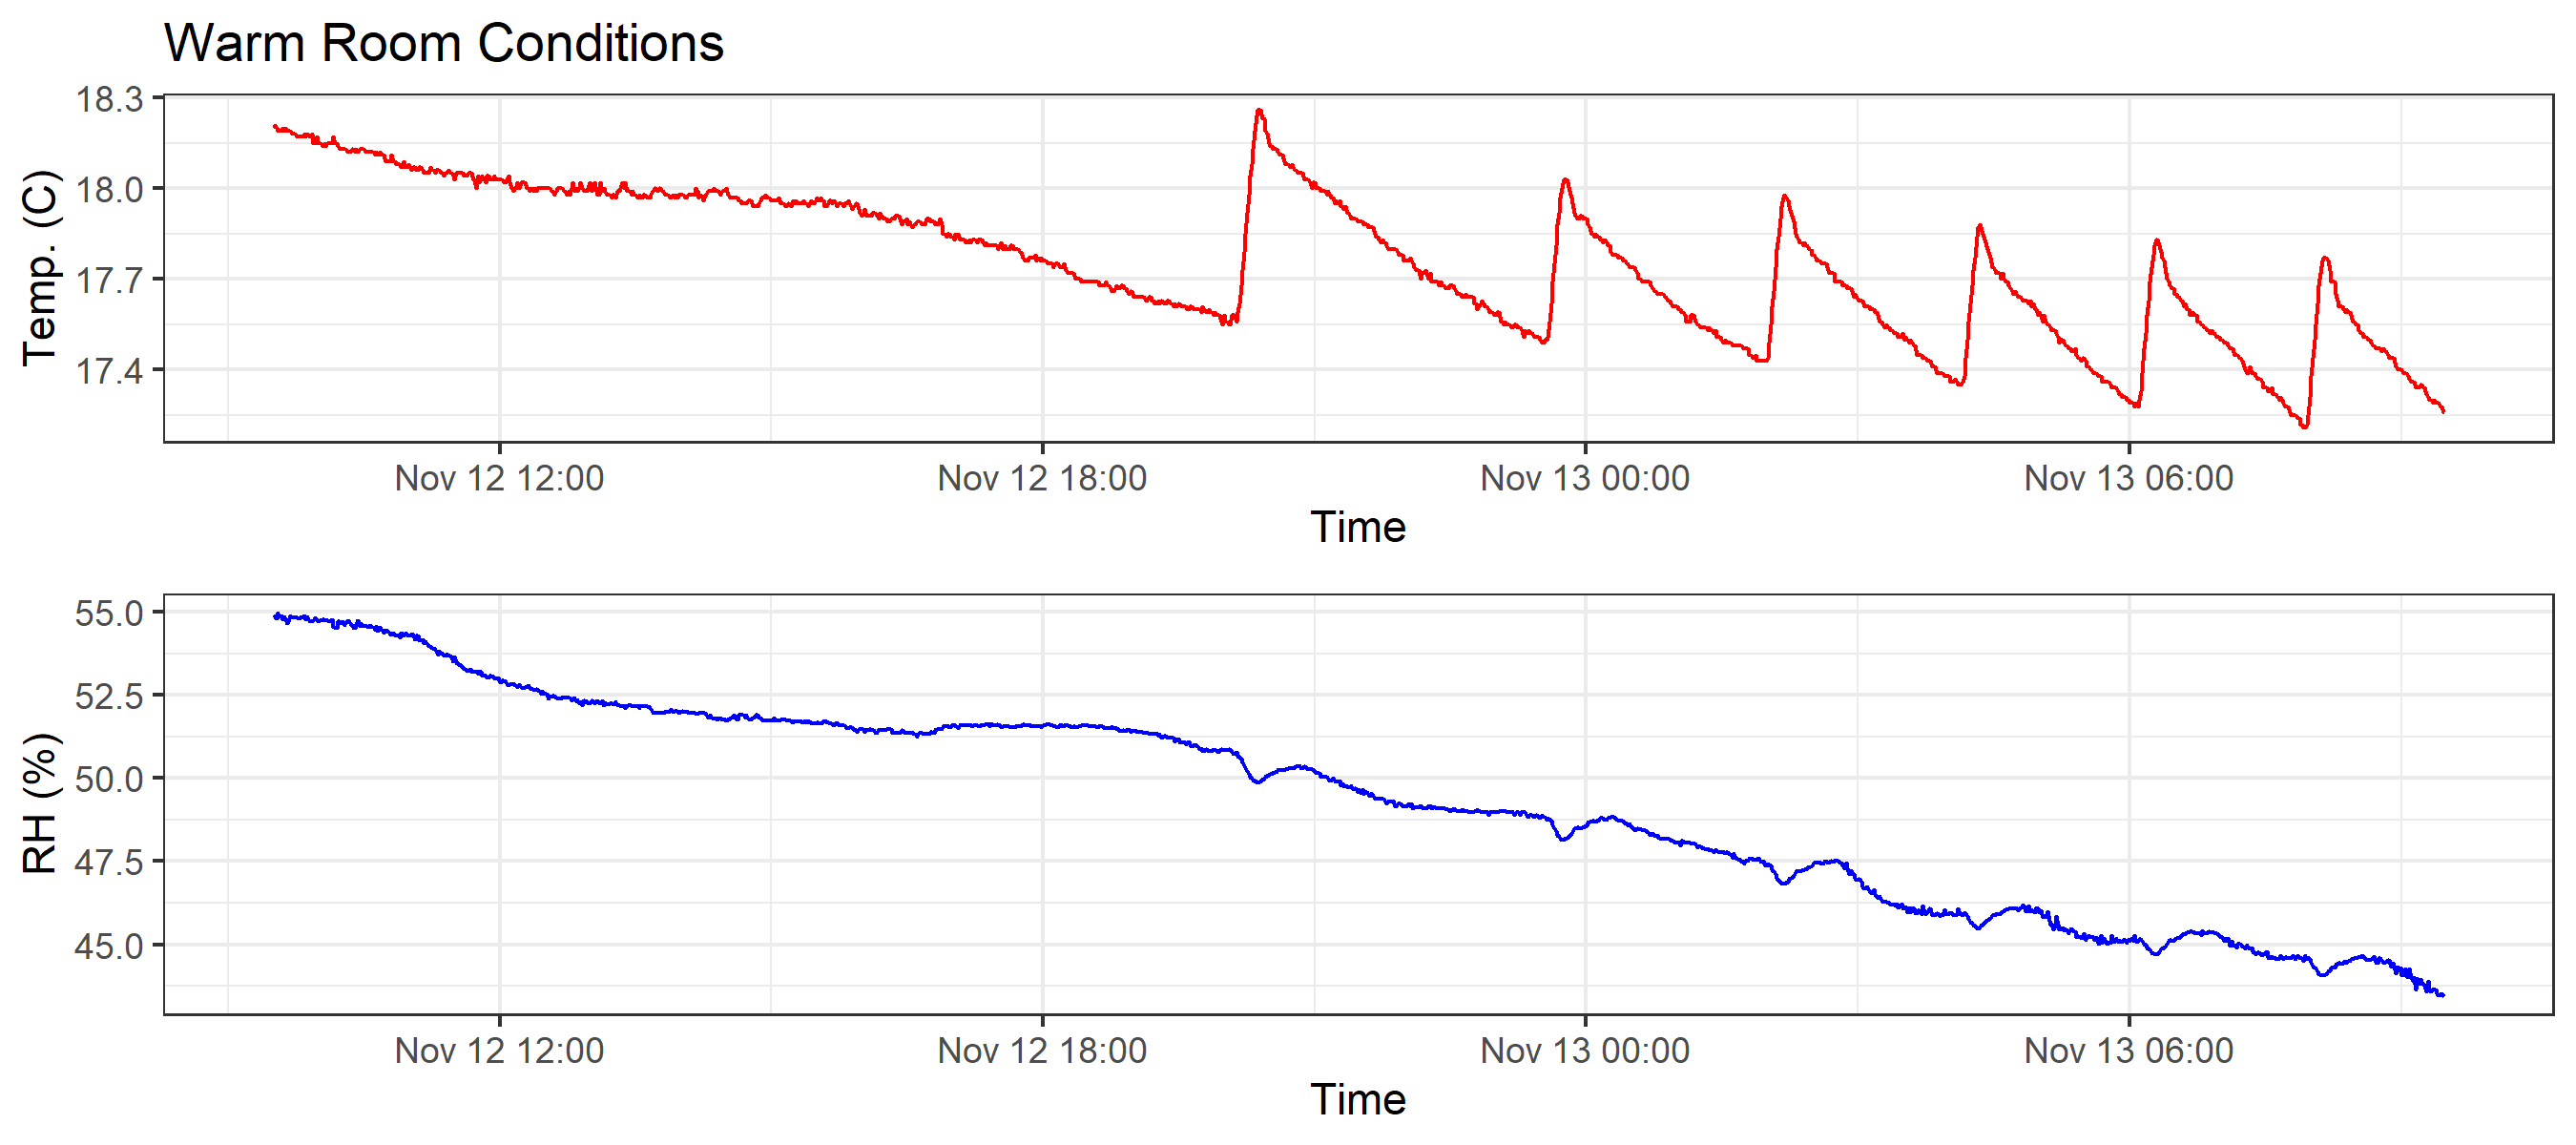 Warm Room Conditions
Temp. (C)
18.3
18.0
17.7
17.4
Nov 12 12:00 Nov 12 18:00 Nov 13 00:00 Nov 13 06:00
Time
RH (%)
55.0
52.5
50.0
47.5
45.0
Nov 12 12:00 Nov 12 18:00 Nov 13 00:00 Nov 13 06:00
Time